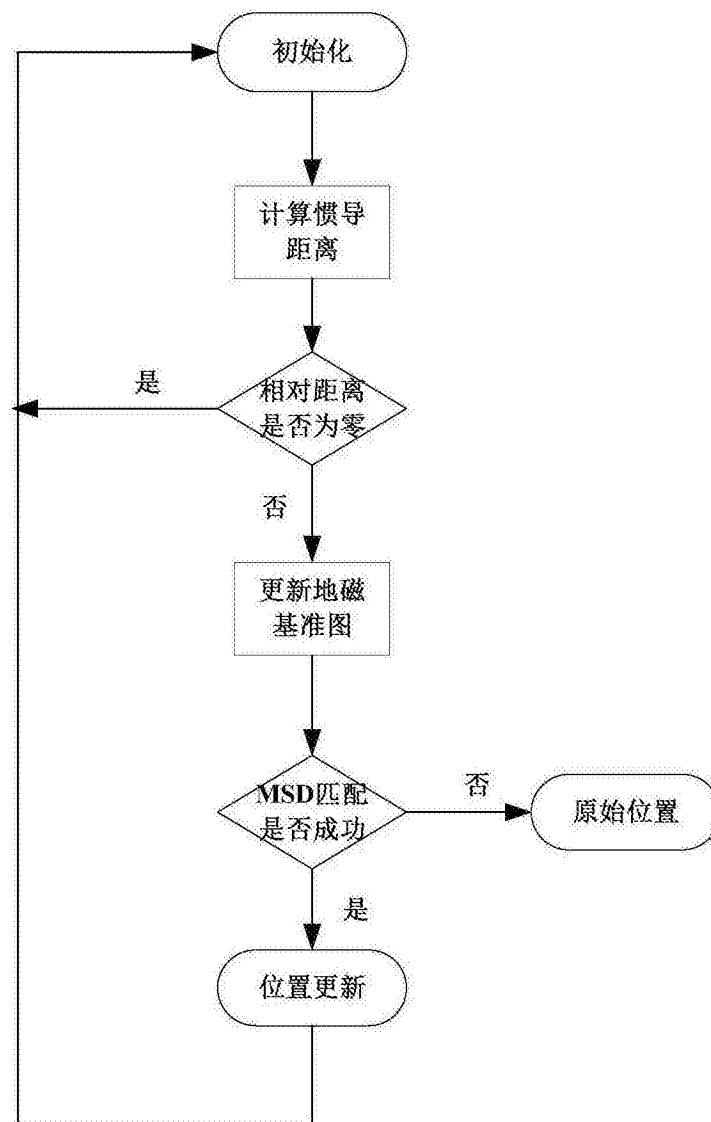 初始化
计算惯导
距离
是
相对距离
是否为零
否
更新地磁
基准图
MSD匹配
是否成功
否
原始位置
是
位置更新